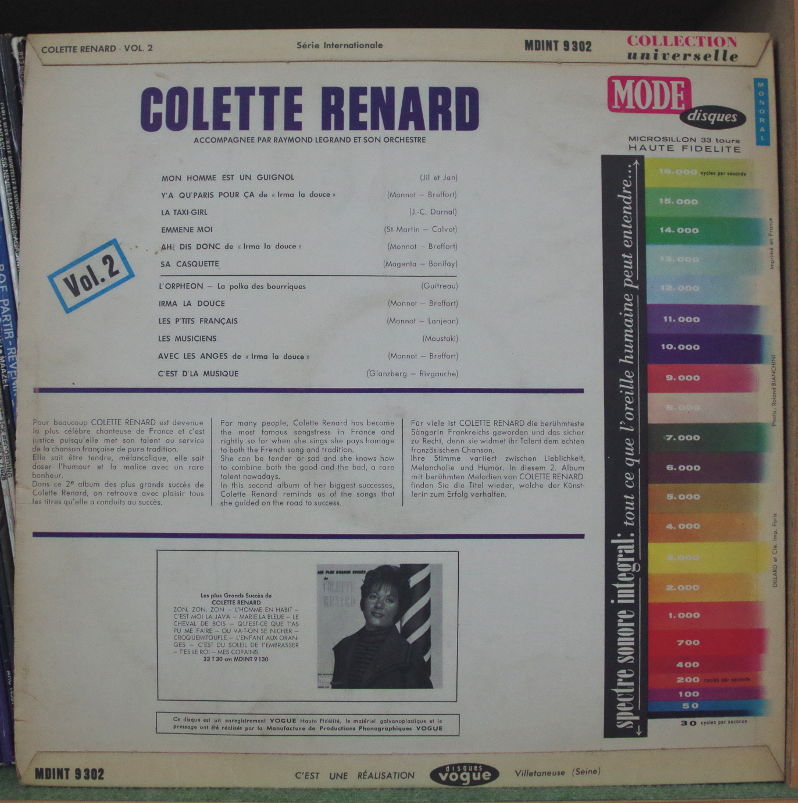 COLETTE RENARD - VOL. 2
Série Internationale
MDINT 9302
COLLECTION
universelle
COLETTE RENARD
ACCOMPAGNEE PAR RAYMOND LEGRAND ET SON ORCHESTRE
MODE
disques
MONORAL
MICROSILLON 33 tours
HAUTE FIDELITE
MON HOMME EST UN GUIGNOL (Jil et Jan)
Y'A QU'PARIS POUR ÇA de « Irma la douce » (Monnot — Breffort)
LA TAXI-GIRL (J.-C. Darnal)
EMMENE MOI (St-Martin — Calvet)
AH! DIS DONC de « Irma la douce » (Monnot — Breffort)
SA CASQUETTE (Magenta — Bonifay)
L'ORPHEON — La polka des bourriques (Guitreau)
IRMA LA DOUCE (Monnot — Breffort)
LES P'TITS FRANÇAIS (Monnot — Lanjean)
LES MUSICIENS (Moustaki)
AVEC LES ANGES de « Irma la douce » (Monnot — Breffort)
C'EST D'LA MUSIQUE (Glanzberg — Rivgauche)
Vol. 2
Pour beaucoup COLETTE RENARD est devenue
la plus célèbre chanteuse de France et c'est
justice puisqu'elle met son talent au service
de la chanson française de pure tradition.
Elle sait être tendre, mélancolique, elle sait
doser l'humour et la malice avec un rare
bonheur.
Dans ce 2e album des plus grands succès de
Colette Renard, on retrouve avec plaisir tous
les titres qu'elle a conduits au succès.
For many people, Colette Renard has become
the most famous songstress in France and
rightly so for when she sings she pays homage
to both the French song and tradition.
She can be tender or sad and she knows how
to combine both the good and the bad, a rare
talent nowadays.
In this second album of her biggest successes,
Colette Renard reminds us of the songs that
she guided on the road to success.
Für viele ist COLETTE RENARD die berühmteste
Sängerin Frankreichs geworden und das sicher
zu Recht, denn sie widmet ihr Talent dem echten
französischen Chanson.
Ihre Stimme variiert zwischen Lieblichkeit,
Melancholie und Humor. In diesem 2. Album
mit berühmten Melodien von COLETTE RENARD
finden Sie die Titel wieder, welche der Künst-
lerin zum Erfolg verhalfen.
Les plus Grands Succès de
COLETTE RENARD
ZON, ZON, ZON — L'HOMME EN HABIT —
C'EST MOI LA JAVA — MARIE LA BLEUE — LE
CHEVAL DE BOIS — QU'EST-CE QUE T'AS
PU ME FAIRE — OU VA-T-ON SE NICHER —
CROQUEMITOUFLE — L'ENFANT AUX ORAN-
GES — C'EST DU SOLEIL DE L'EMBRASSER
— T'ES LE ROI — MES COPAINS.
33 T 30 cm MDINT 9130
LES PLUS GRANDS SUCCÈS
de
COLETTE
RENARD
Ce disque est un enregistrement VOGUE Haute Fidélité, le matériel galvanoplastique et le
pressage ont été réalisés par la Manufacture de Productions Phonographiques VOGUE
spectre sonore intégral: tout ce que l'oreille humaine peut entendre...
16.000 cycles par seconde
15.000
14.000
13.000
12.000
11.000
10.000
9.000
8.000
7.000
6.000
5.000
4.000
3.000
2.000
1.000
700
400
200 cycles par seconde
100
50
30 cycles par seconde
Imprimé en France
Photo, Roland BIANCHINI
DILLARD et Cie. Imp. Paris
MDINT 9302
C'EST UNE RÉALISATION
disques
vogue
Villetaneuse (Seine)